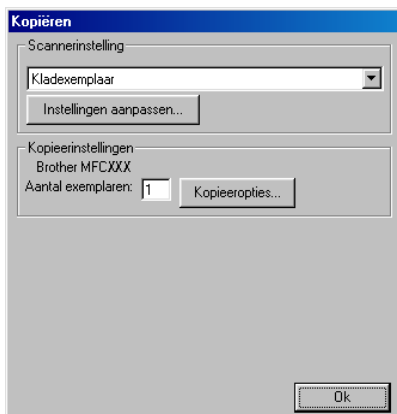 Kopiëren
Scannerinstelling
Kladexemplaar
Instellingen aanpassen...
Kopieerinstellingen
Brother MFCXXX
Aantal exemplaren: 1 Kopieeropties...
Ok